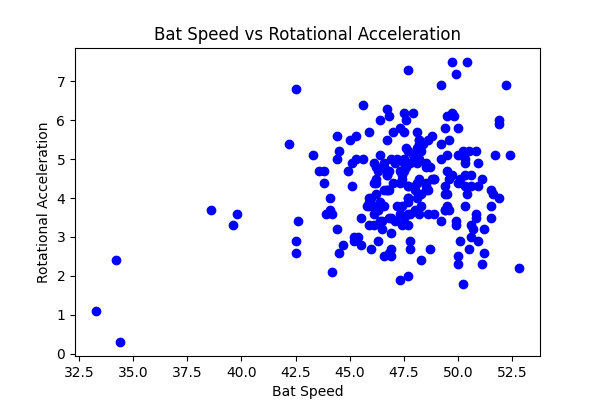 Bat Speed vs Rotational Acceleration
7
6
5
4
3
2
1
0
Rotational Acceleration
32.5 35.0 37.5 40.0 42.5 45.0 47.5 50.0 52.5
Bat Speed